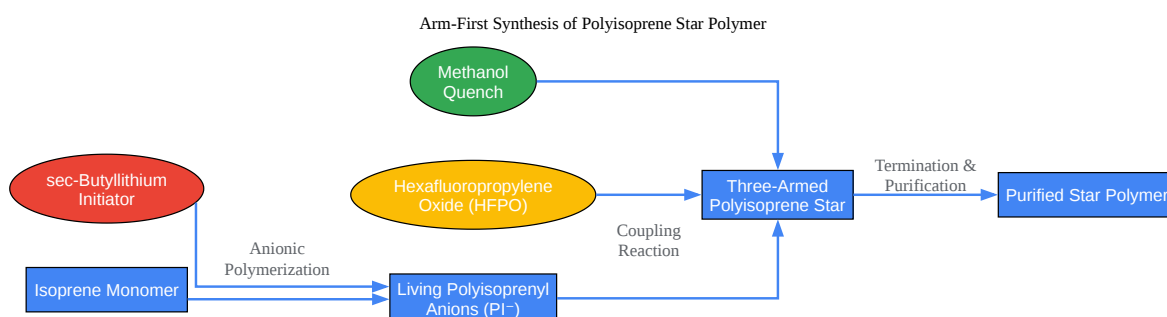 Arm-First Synthesis of Polyisoprene Star Polymer
Methanol
Quench
sec-Butyllithium
Initiator
Hexafluoropropylene
Oxide (HFPO)
Three-Armed
Polyisoprene Star
Termination &
Purification
Purified Star Polymer
Coupling
Reaction
Anionic
Polymerization
Isoprene Monomer
Living Polyisoprenyl
Anions (PI⁻)